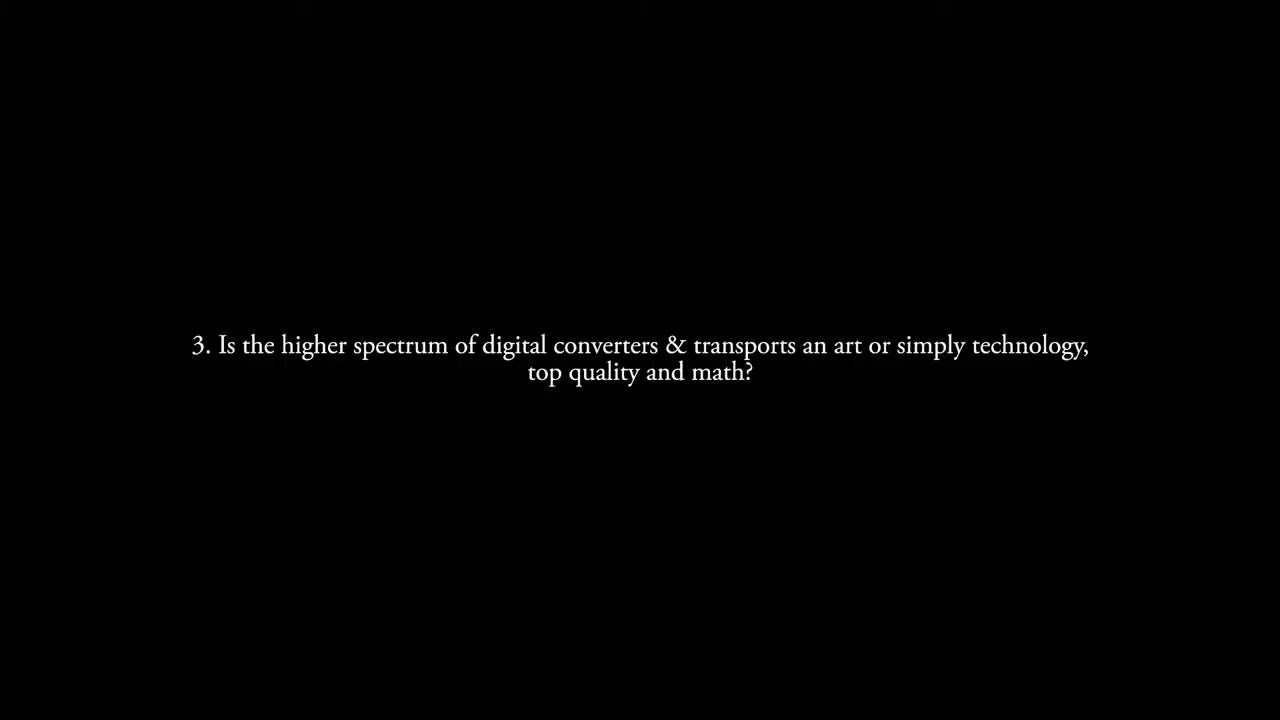 3. Is the higher spectrum of digital converters & transports an art or simply technology,
top quality and math?